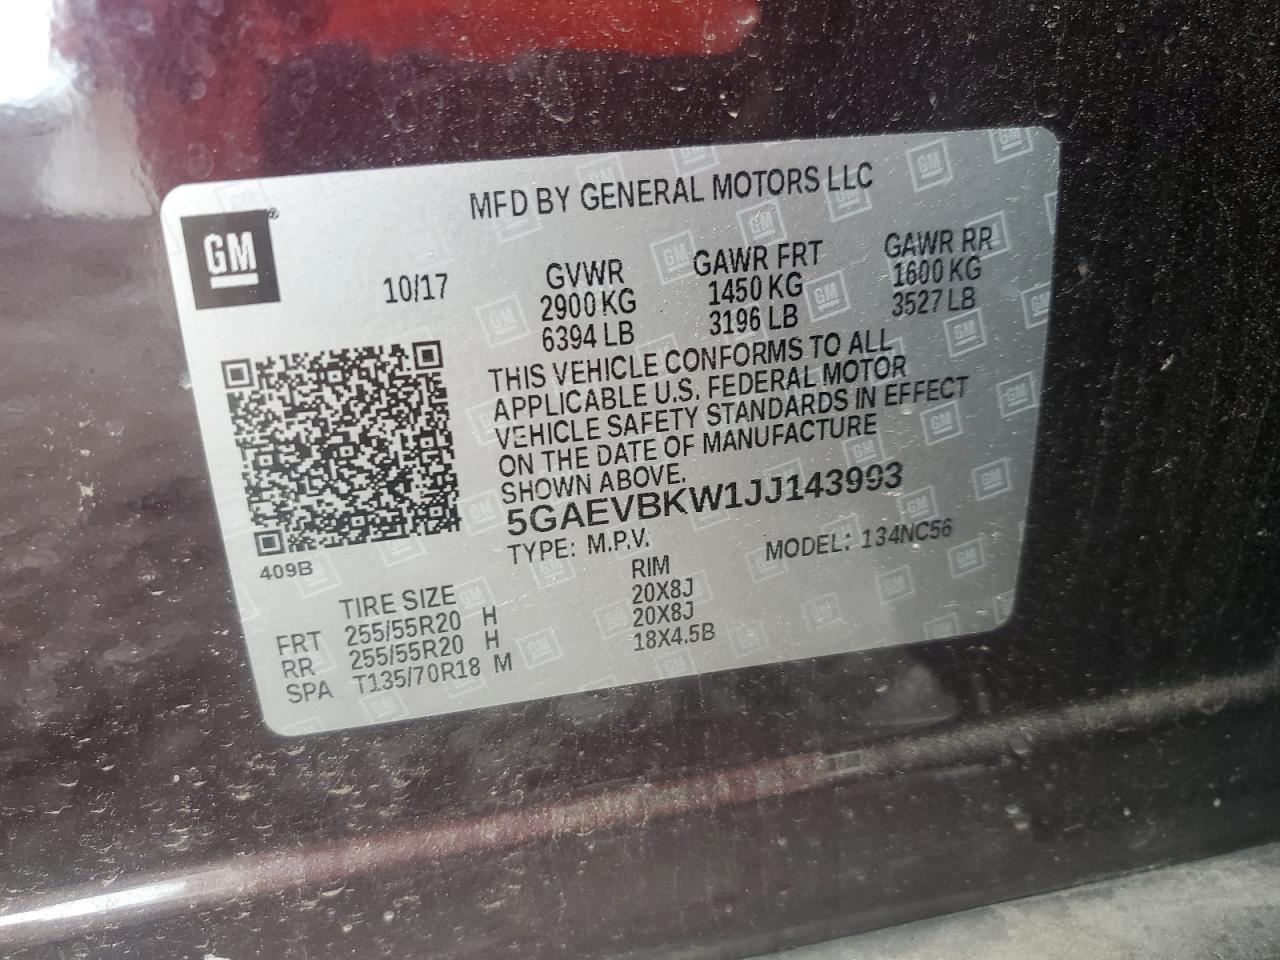 MFD BY GENERAL MOTORS LLC
GM®
10/17
GVWR
2900 KG
6394 LB
GAWR FRT
1450 KG
3196 LB
GAWR RR
1600 KG
3527 LB
THIS VEHICLE CONFORMS TO ALL
APPLICABLE U.S. FEDERAL MOTOR
VEHICLE SAFETY STANDARDS IN EFFECT
ON THE DATE OF MANUFACTURE
SHOWN ABOVE.
5GAEVBKW1JJ143993
409B
TYPE: M.P.V.
MODEL: 134NC56
TIRE SIZE RIM
FRT 255/55R20 H 20X8J
RR 255/55R20 H 20X8J
SPA T135/70R18 M 18X4.5B